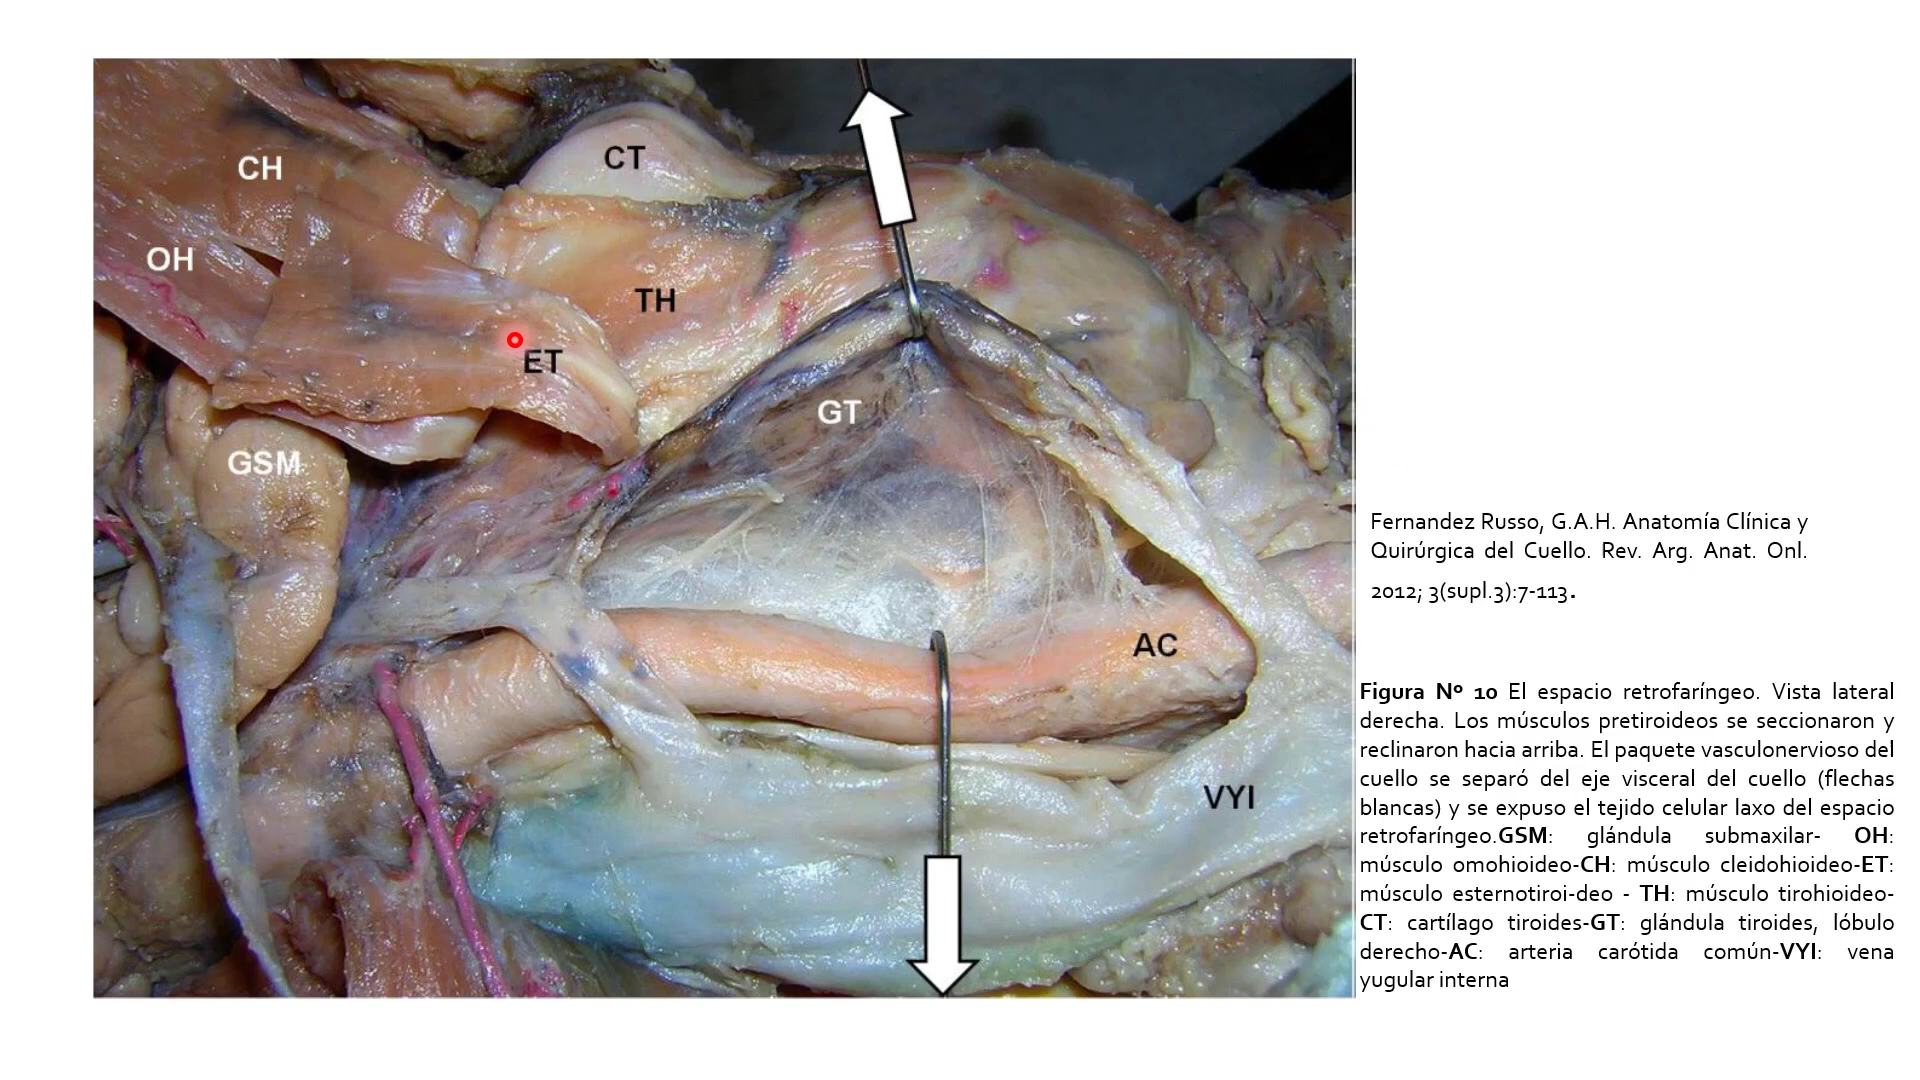 CH
CT
OH
TH
ET
GT
GSM
AC
VYI
Fernandez Russo, G.A.H. Anatomía Clínica y
Quirúrgica del Cuello. Rev. Arg. Anat. Onl.
2012; 3(supl.3):7-113.
Figura Nº 10 El espacio retrofaríngeo. Vista lateral
derecha. Los músculos pretiroideos se seccionaron y
reclinaron hacia arriba. El paquete vasculonervioso del
cuello se separó del eje visceral del cuello (flechas
blancas) y se expuso el tejido celular laxo del espacio
retrofaríngeo.GSM: glándula submaxilar- OH:
músculo omohioideo-CH: músculo cleidohioideo-ET:
músculo esternotiroi-deo - TH: músculo tirohioideo-
CT: cartílago tiroides-GT: glándula tiroides, lóbulo
derecho-AC: arteria carótida común-VYI: vena
yugular interna